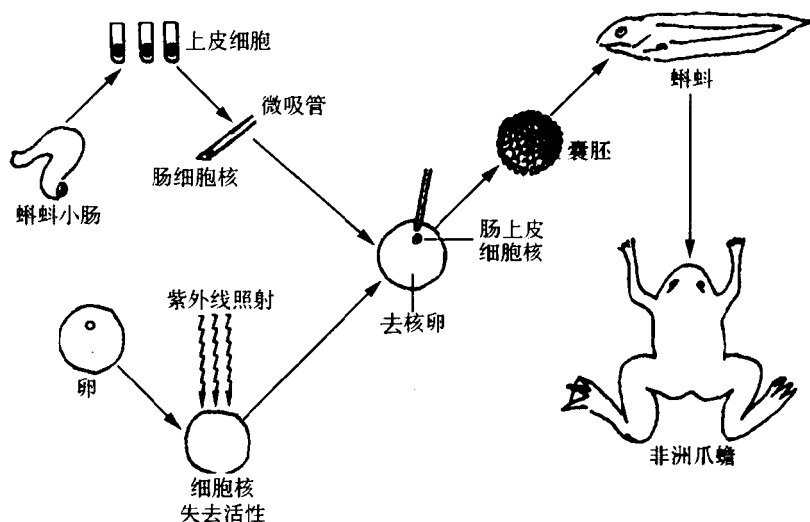 上皮细胞
微吸管
肠细胞核
蝌蚪小肠
紫外线照射
卵
细胞核
失去活性
肠上皮
细胞核
去核卵
囊胚
蝌蚪
非洲爪蟾